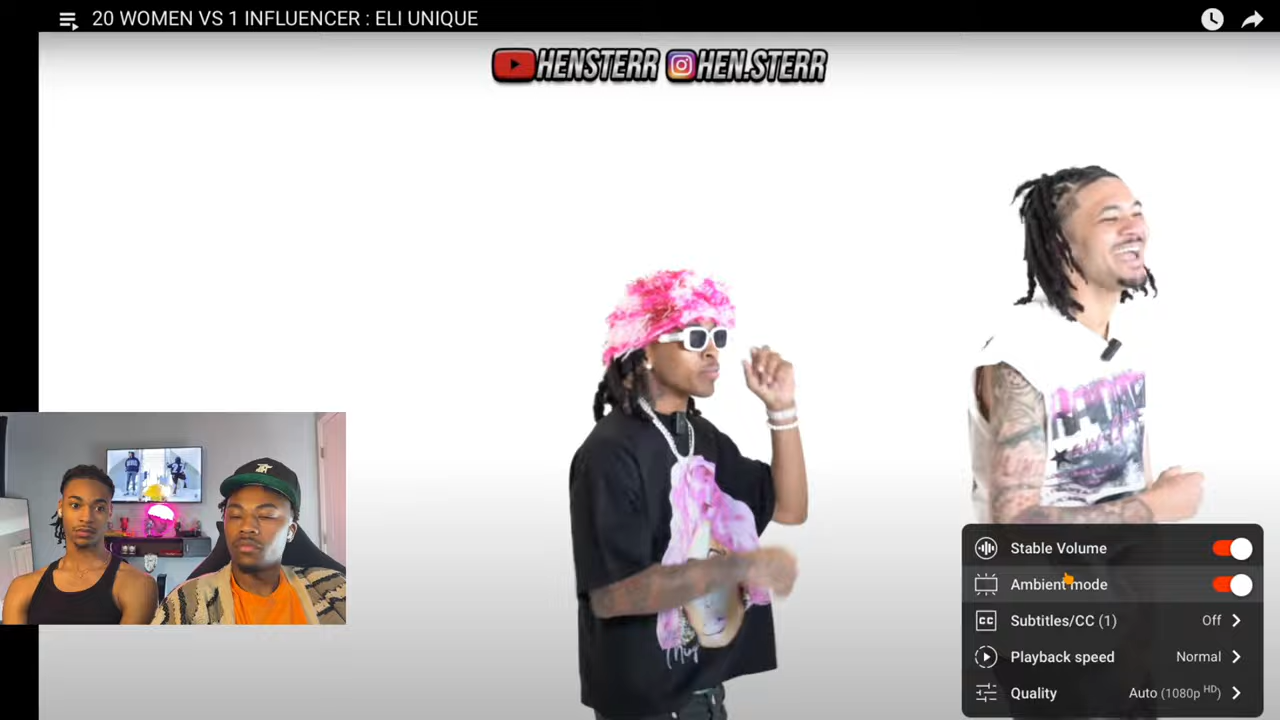 20 WOMEN VS 1 INFLUENCER : ELI UNIQUE
HENSTERR HEN.STERR
Stable Volume
Ambient mode
CC Subtitles/CC (1) Off
Playback speed Normal
Quality Auto (1080p HD)